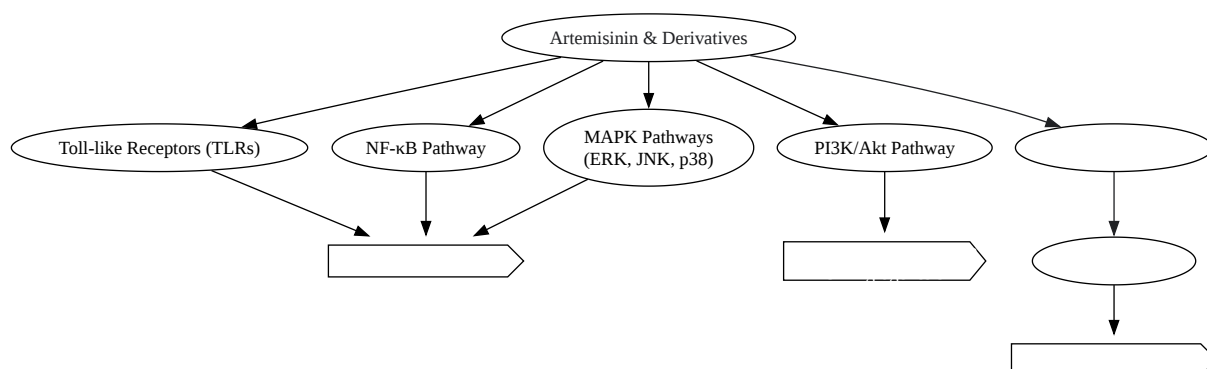 Artemisinin & Derivatives
Toll-like Receptors (TLRs)
NF-κB Pathway
MAPK Pathways
(ERK, JNK, p38)
PI3K/Akt Pathway